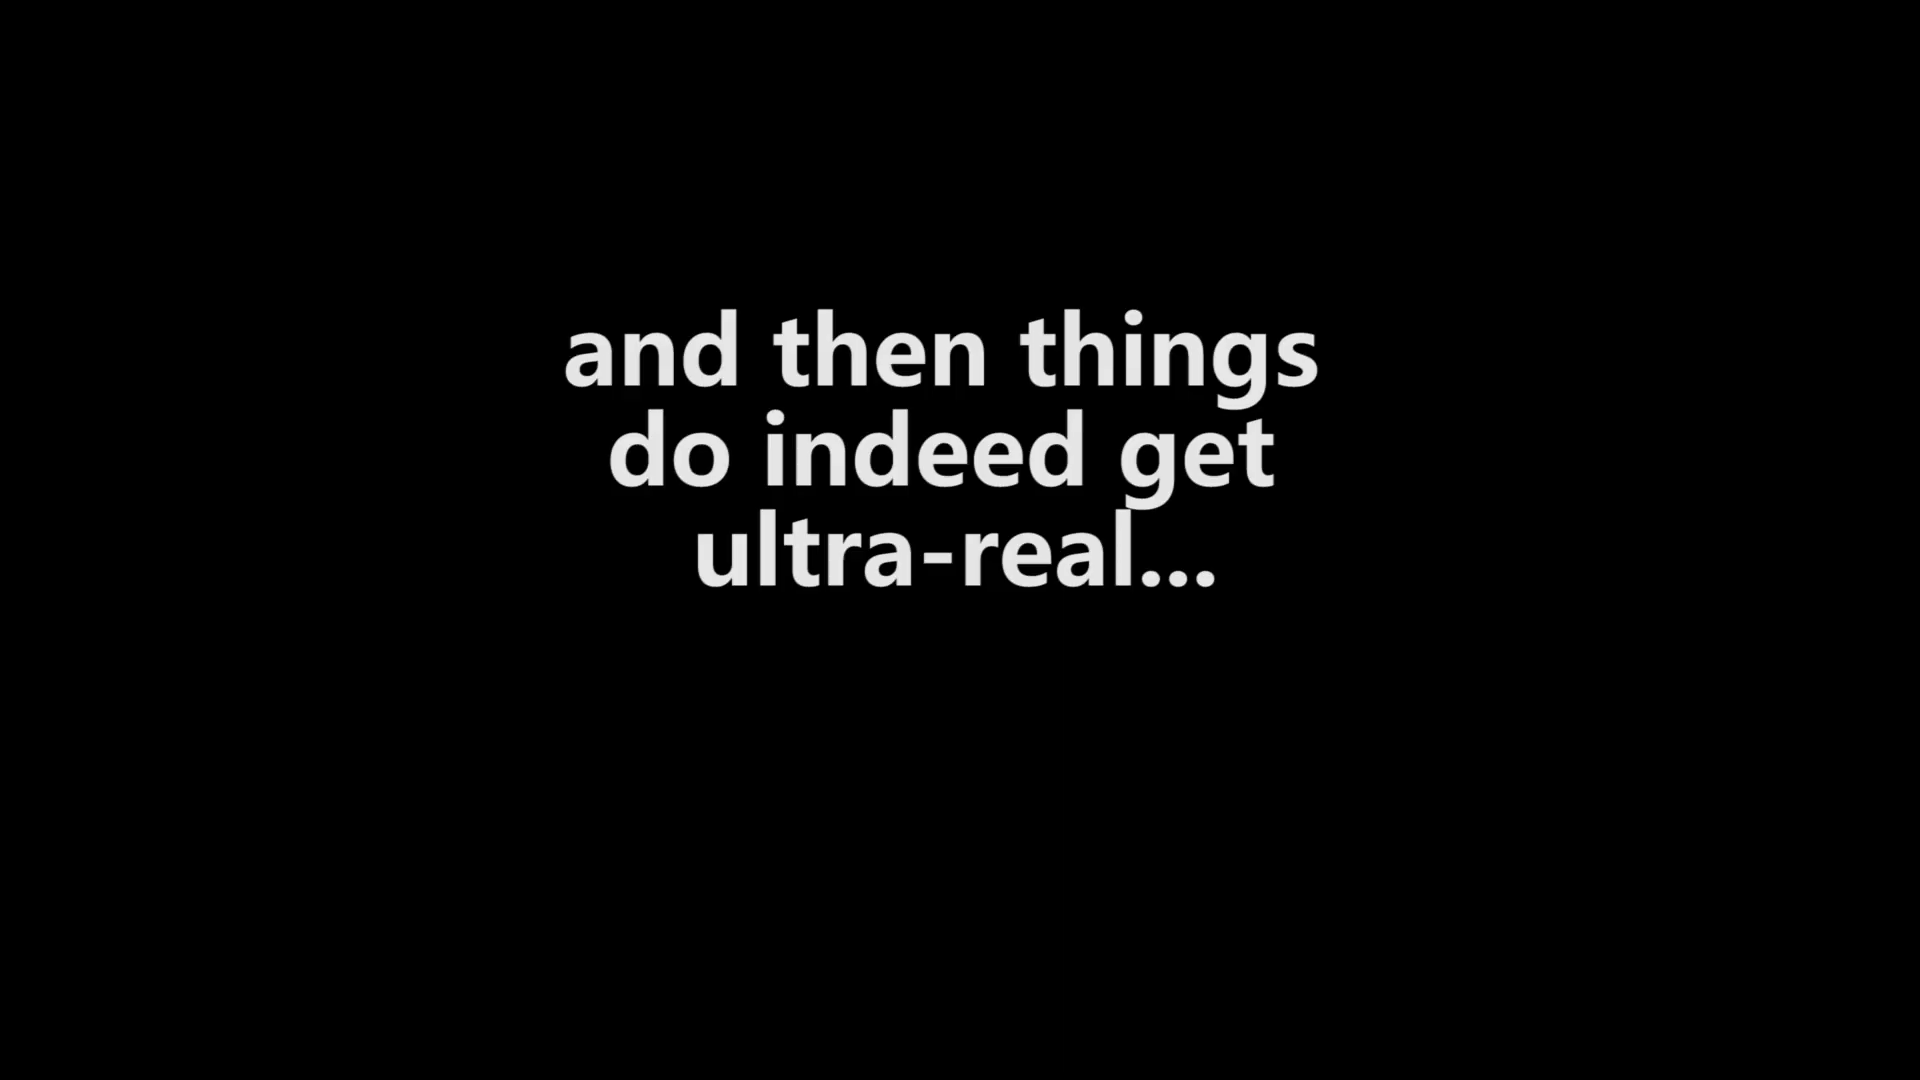 and then things
do indeed get
ultra-real...